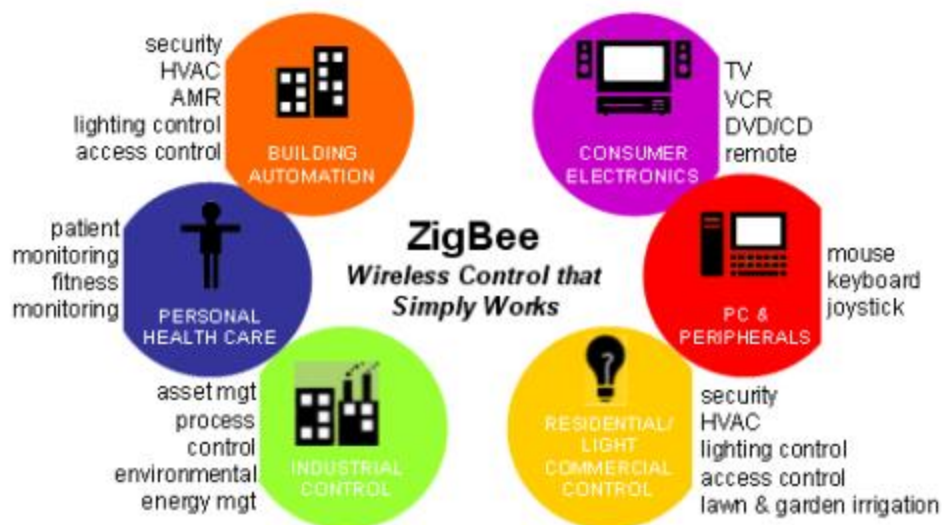 security
HVAC
AMR
lighting control
access control
BUILDING
AUTOMATION
CONSUMER
ELECTRONICS
TV
VCR
DVD/CD
remote
patient
monitoring
fitness
monitoring
PERSONAL
HEALTH CARE
ZigBee
Wireless Control that
Simply Works
PC &
PERIPHERALS
mouse
keyboard
joystick
asset mgt
process
control
environmental
energy mgt
INDUSTRIAL
CONTROL
RESIDENTIAL/
LIGHT
COMMERCIAL
CONTROL
security
HVAC
lighting control
access control
lawn & garden irrigation